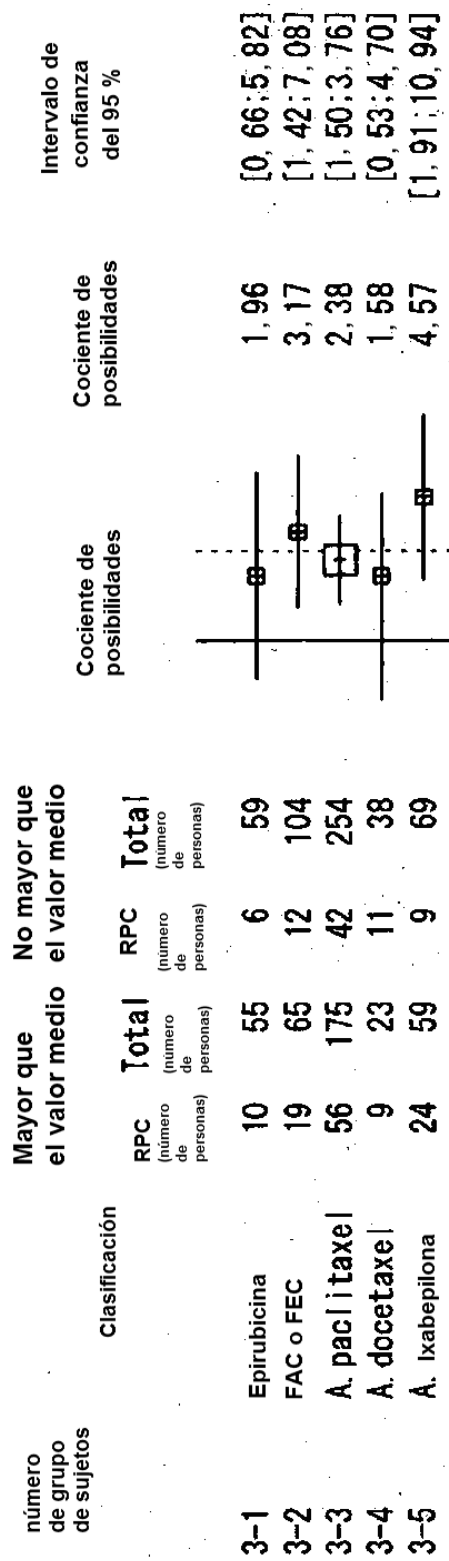 número
de grupo
de sujetos
Clasificación
Mayor que
el valor medio
No mayor que
el valor medio
RPC
(número
de
personas)
Total
(número
de
personas)
RPC
(número
de
personas)
Total
(número
de
personas)
Cociente de
posibilidades
Cociente de
posibilidades
Intervalo de
confianza
del 95 %
3-1 Epirubicina 10 55 6 59 1,96 [0,66;5,82]
3-2 FAC o FEC 19 65 12 104 3,17 [1,42;7,08]
3-3 A. paclitaxel 56 175 42 254 2,38 [1,50;3,76]
3-4 A. docetaxel 9 23 11 38 1,58 [0,53;4,70]
3-5 A. Ixabepilona 24 59 9 69 4,57 [1,91;10,94]